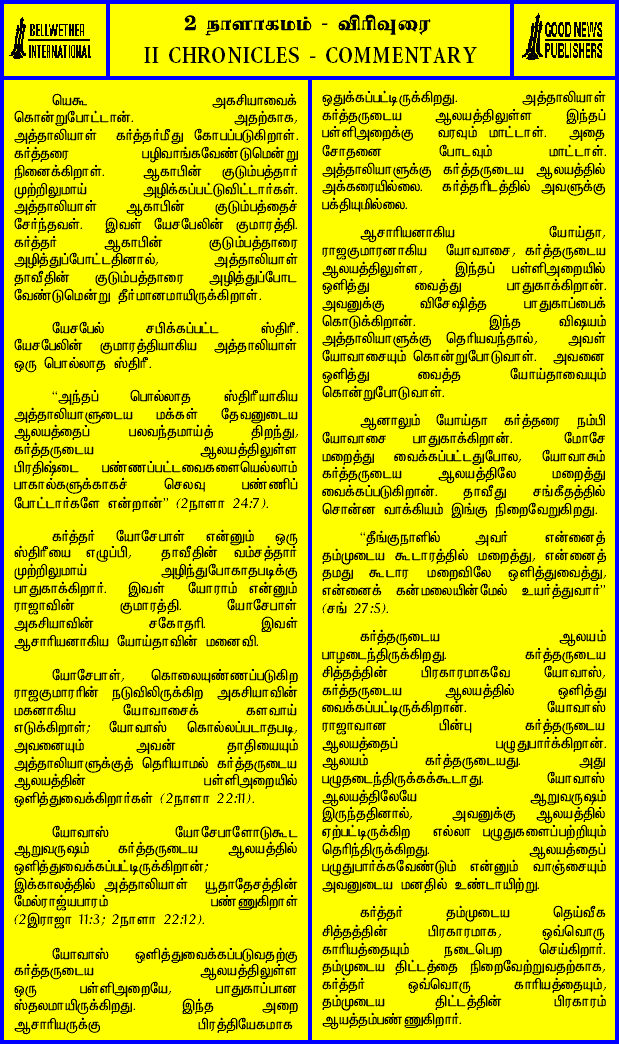 BELLWETHER
INTERNATIONAL
2 நாளாகமம் - விரிவுரை
II CHRONICLES - COMMENTARY
GOOD NEWS
PUBLISHERS
யெகூ அகசியாவைக்
கொன்றுபோட்டான். அதற்காக,
அத்தாலியாள் கர்த்தர்மீது கோபப்படுகிறாள்.
கர்த்தரை பழிவாங்கவேண்டுமென்று
நினைக்கிறாள். ஆகாபின் குடும்பத்தார்
முற்றிலுமாய் அழிக்கப்பட்டுவிட்டார்கள்.
அத்தாலியாள் ஆகாபின் குடும்பத்தைச்
சேர்ந்தவள். இவள் யேசபேலின் குமாரத்தி.
கர்த்தர் ஆகாபின் குடும்பத்தாரை
அழித்துப்போட்டதினால், அத்தாலியாள்
தாவீதின் குடும்பத்தாரை அழித்துப்போட
வேண்டுமென்று தீர்மானமாயிருக்கிறாள்.
யேசபேல் சபிக்கப்பட்ட ஸ்திரீ.
யேசபேலின் குமாரத்தியாகிய அத்தாலியாள்
ஒரு பொல்லாத ஸ்திரீ.
“அந்தப் பொல்லாத ஸ்திரீயாகிய
அத்தாலியாளுடைய மக்கள் தேவனுடைய
ஆலயத்தைப் பலவந்தமாய்த் திறந்து,
கர்த்தருடைய ஆலயத்திலுள்ள
பிரதிஷ்டை பண்ணப்பட்டவைகளையெல்லாம்
பாகால்களுக்காகச் செலவு பண்ணிப்
போட்டார்களே என்றான்” (2நாளா 24:7).
கர்த்தர் யோசேபாள் என்னும் ஒரு
ஸ்திரீயை எழுப்பி, தாவீதின் வம்சத்தார்
முற்றிலுமாய் அழிந்துபோகாதபடிக்கு
பாதுகாக்கிறார். இவள் யோராம் என்னும்
ராஜாவின் குமாரத்தி. யோசேபாள்
அகசியாவின் சகோதரி. இவள்
ஆசாரியனாகிய யோய்தாவின் மனைவி.
யோசேபாள், கொலையுண்ணப்படுகிற
ராஜகுமாரரின் நடுவிலிருக்கிற அகசியாவின்
மகனாகிய யோவாசைக் களவாய்
எடுக்கிறாள்; யோவாஸ் கொல்லப்படாதபடி,
அவனையும் அவன் தாதியையும்
அத்தாலியாளுக்குத் தெரியாமல் கர்த்தருடைய
ஆலயத்தின் பள்ளிஅறையில்
ஒளித்துவைக்கிறார்கள் (2நாளா 22:11).
யோவாஸ் யோசேபாளோடுகூட
ஆறுவருஷம் கர்த்தருடைய ஆலயத்தில்
ஒளித்துவைக்கப்பட்டிருக்கிறான்;
இக்காலத்தில் அத்தாலியாள் யூதாதேசத்தின்
மேல்ராஜ்யபாரம் பண்ணுகிறாள்
(2இராஜா 11:3; 2நாளா 22:12).
யோவாஸ் ஒளித்துவைக்கப்படுவதற்கு
கர்த்தருடைய ஆலயத்திலுள்ள
ஒரு பள்ளிஅறையே, பாதுகாப்பான
ஸ்தலமாயிருக்கிறது. இந்த அறை
ஆசாரியருக்கு பிரத்தியேகமாக
ஒதுக்கப்பட்டிருக்கிறது. அத்தாலியாள்
கர்த்தருடைய ஆலயத்திலுள்ள இந்தப்
பள்ளிஅறைக்கு வரவும் மாட்டாள். அதை
சோதனை போடவும் மாட்டாள்.
அத்தாலியாளுக்கு கர்த்தருடைய ஆலயத்தில்
அக்கரையில்லை. கர்த்தரிடத்தில் அவளுக்கு
பக்தியுமில்லை.
ஆசாரியனாகிய யோய்தா,
ராஜகுமாரனாகிய யோவாசை, கர்த்தருடைய
ஆலயத்திலுள்ள, இந்தப் பள்ளிஅறையில்
ஒளித்து வைத்து பாதுகாக்கிறான்.
அவனுக்கு விசேஷித்த பாதுகாப்பைக்
கொடுக்கிறான். இந்த விஷயம்
அத்தாலியாளுக்கு தெரியவந்தால், அவள்
யோவாசையும் கொன்றுபோடுவாள். அவனை
ஒளித்து வைத்த யோய்தாவையும்
கொன்றுபோடுவாள்.
ஆனாலும் யோய்தா கர்த்தரை நம்பி
யோவாசை பாதுகாக்கிறான். மோசே
மறைத்து வைக்கப்பட்டதுபோல, யோவாசும்
கர்த்தருடைய ஆலயத்திலே மறைத்து
வைக்கப்படுகிறான். தாவீது சங்கீதத்தில்
சொன்ன வாக்கியம் இங்கு நிறைவேறுகிறது.
“தீங்குநாளில் அவர் என்னைத்
தம்முடைய கூடாரத்தில் மறைத்து, என்னைத்
தமது கூடார மறைவிலே ஒளித்துவைத்து,
என்னைக் கன்மலையின்மேல் உயர்த்துவார்”
(சங் 27:5).
கர்த்தருடைய ஆலயம்
பாழடைந்திருக்கிறது. கர்த்தருடைய
சித்தத்தின் பிரகாரமாகவே யோவாஸ்,
கர்த்தருடைய ஆலயத்தில் ஒளித்து
வைக்கப்பட்டிருக்கிறான். யோவாஸ்
ராஜாவான பின்பு கர்த்தருடைய
ஆலயத்தைப் பழுதுபார்க்கிறான்.
ஆலயம் கர்த்தருடையது. அது
பழுதடைந்திருக்கக்கூடாது. யோவாஸ்
ஆலயத்திலேயே ஆறுவருஷம்
இருந்ததினால், அவனுக்கு ஆலயத்தில்
ஏற்பட்டிருக்கிற எல்லா பழுதுகளைப்பற்றியும்
தெரிந்திருக்கிறது. ஆலயத்தைப்
பழுதுபார்க்கவேண்டும் என்னும் வாஞ்சையும்
அவனுடைய மனதில் உண்டாயிற்று.
கர்த்தர் தம்முடைய தெய்வீக
சித்தத்தின் பிரகாரமாக, ஒவ்வொரு
காரியத்தையும் நடைபெற செய்கிறார்.
தம்முடைய திட்டத்தை நிறைவேற்றுவதற்காக,
கர்த்தர் ஒவ்வொரு காரியத்தையும்,
தம்முடைய திட்டத்தின் பிரகாரம்
ஆயத்தம்பண்ணுகிறார்.